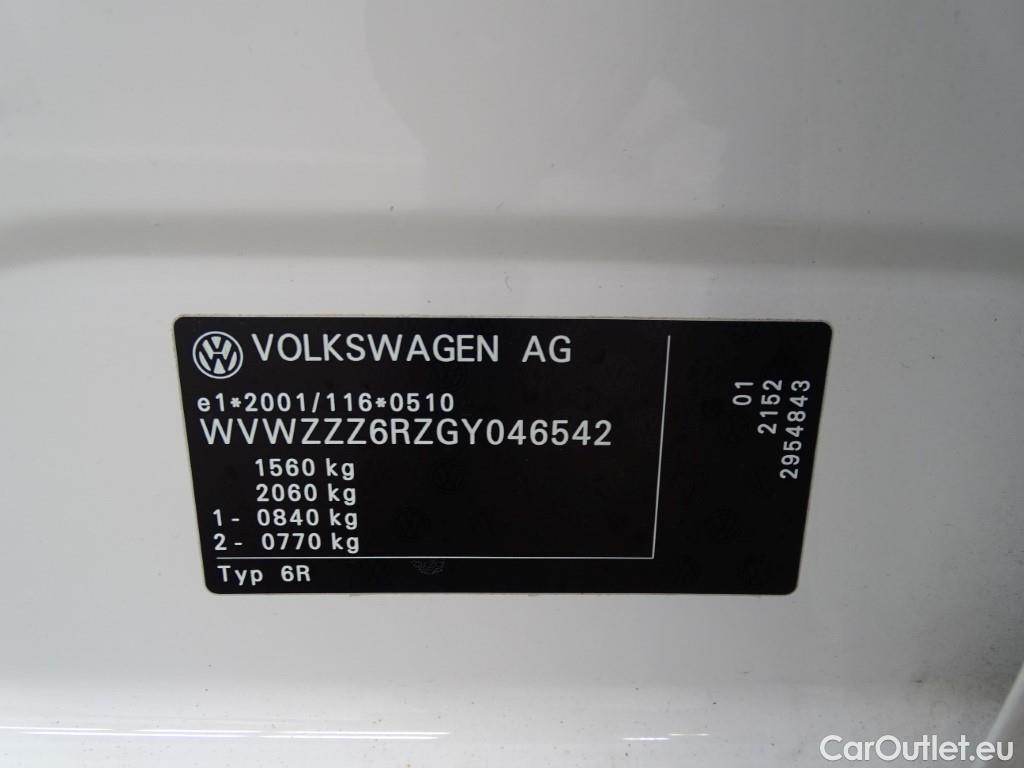 VOLKSWAGEN AG
e1*2001/116*0510
WVWZZZ6RZGY046542
1560 kg
2060 kg
1- 0840 kg
2- 0770 kg
Typ 6R
01
2152
2954843
CarOutlet.eu